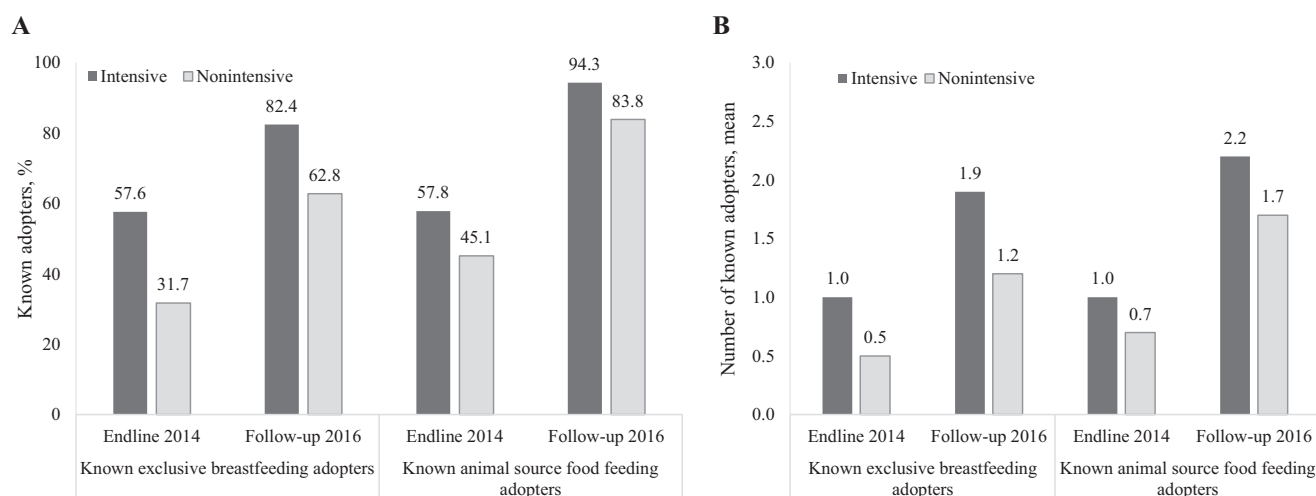 A
Known adopters, %
100
80
60
40
20
0
Intensive Nonintensive
57.6
31.7
82.4
62.8
57.8
45.1
94.3
83.8
Endline 2014 Follow-up 2016 Endline 2014 Follow-up 2016
Known exclusive breastfeeding adopters Known animal source food feeding
adopters
B
Number of known adopters, mean
3.0
2.5
2.0
1.5
1.0
0.5
0.0
Intensive Nonintensive
1.0
0.5
1.9
1.2
1.0
0.7
2.2
1.7
Endline 2014 Follow-up 2016 Endline 2014 Follow-up 2016
Known exclusive breastfeeding Known animal source food feeding
adopters adopters